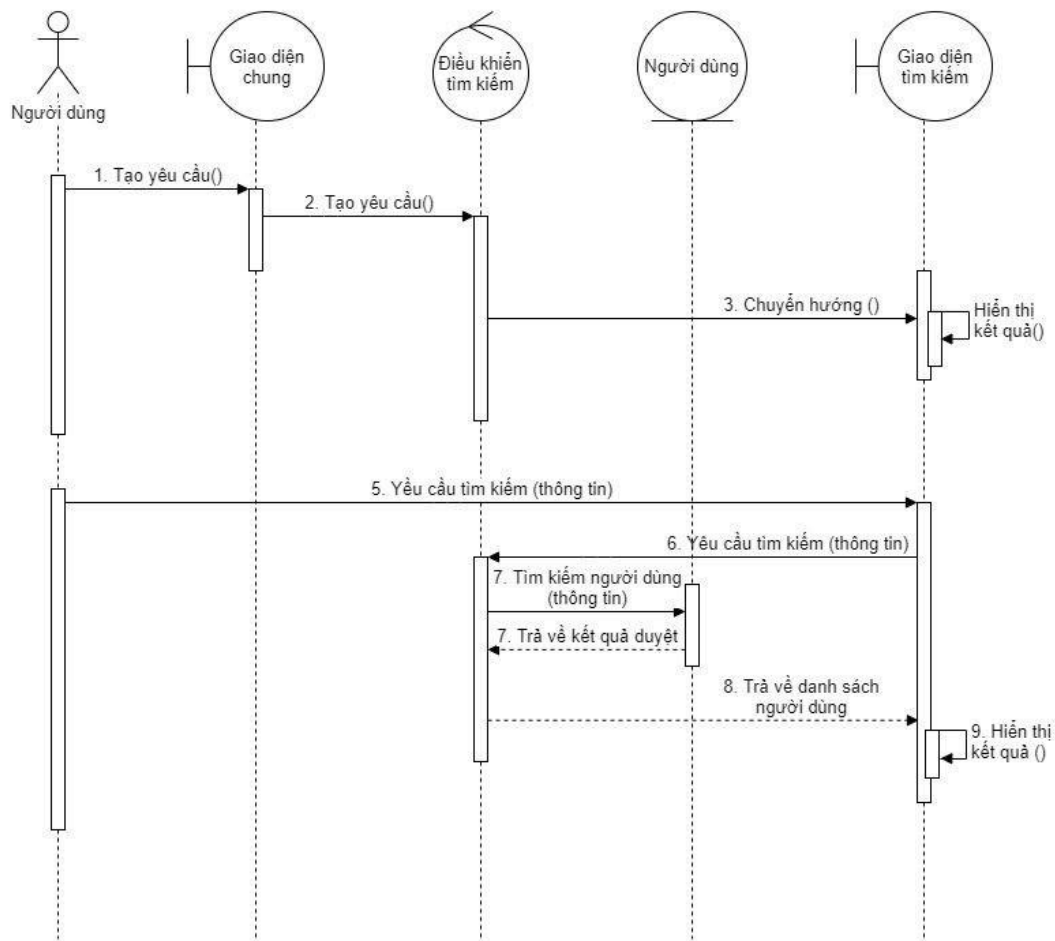 Người dùng
Giao diện
chung
Điều khiển
tìm kiếm
Người dùng
Giao diện
tìm kiếm
1. Tạo yêu cầu()
2. Tạo yêu cầu()
3. Chuyển hướng ()
Hiển thị
kết quả()
5. Yều cầu tìm kiếm (thông tin)
6. Yêu cầu tìm kiếm (thông tin)
7. Tìm kiếm người dùng
(thông tin)
7. Trả về kết quả duyệt
8. Trả về danh sách
người dùng
9. Hiển thị
kết quả ()